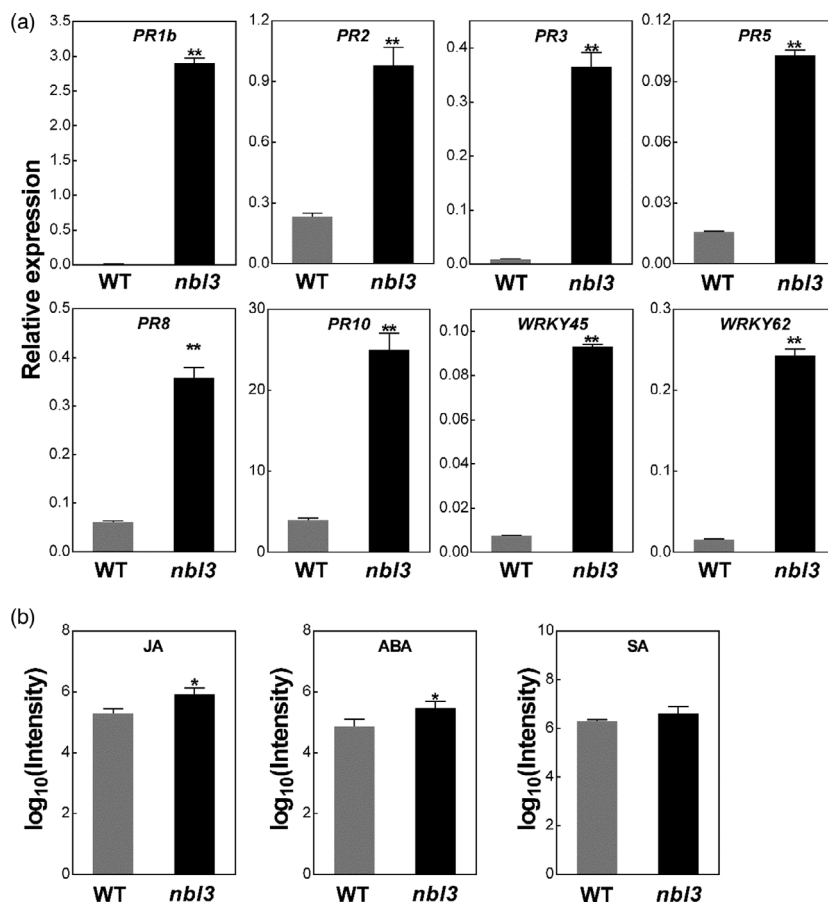 (a)
PR1b PR2 PR3 PR5
Relative expression
3.5 3.0 2.5 2.0 1.5 1.0 0.5 0.0
1.2 0.9 0.6 0.3 0.0
0.4 0.3 0.2 0.1 0.0
0.12 0.09 0.06 0.03 0.00
** ** ** **
WT nbl3 WT nbl3 WT nbl3 WT nbl3
PR8 PR10 WRKY45 WRKY62
0.5 0.4 0.3 0.2 0.1 0.0
30 20 10 0
0.10 0.08 0.06 0.04 0.02 0.00
0.3 0.2 0.1 0.0
** ** ** **
WT nbl3 WT nbl3 WT nbl3 WT nbl3
(b)
JA ABA SA
log10(Intensity) log10(Intensity) log10(Intensity)
8 6 4 2 0
8 6 4 2 0
10 8 6 4 2 0
* *
WT nbl3 WT nbl3 WT nbl3